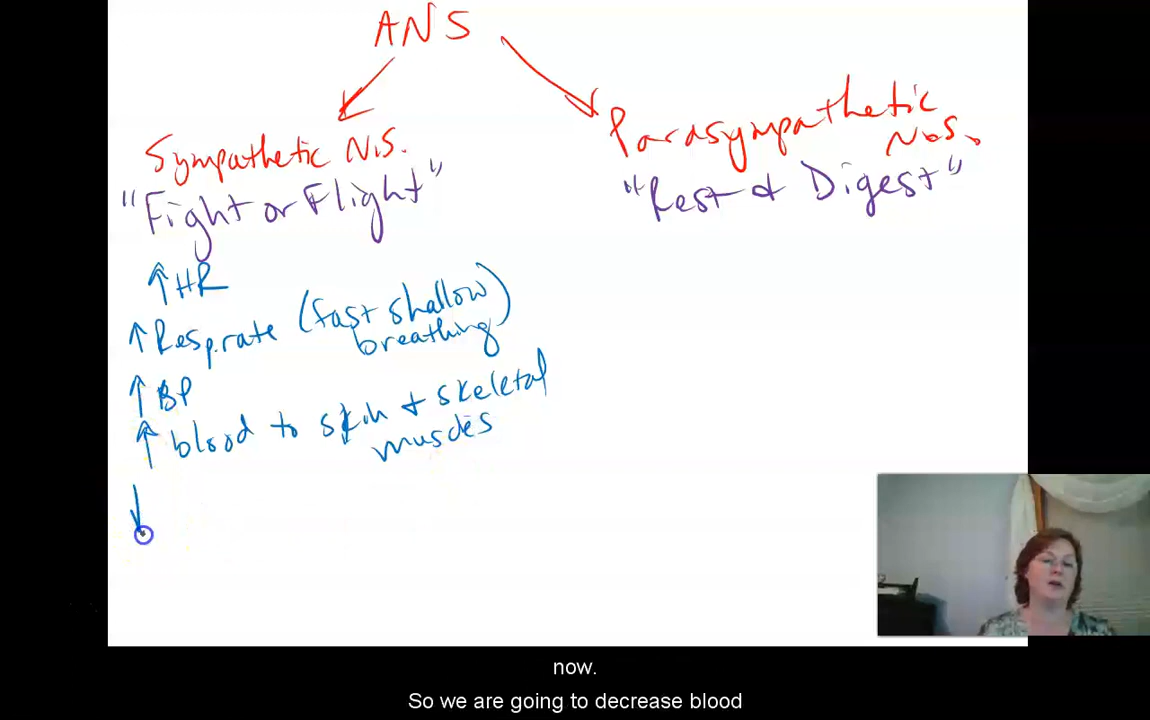 ANS
Sympathetic N.S.
"Fight or Flight"
Parasympathetic
N.S.
"Rest & Digest"
↑ HR
↑ Resp. rate (fast shallow
breathing)
↑ BP
↑ blood to skin & skeletal
muscles
↓
now.
So we are going to decrease blood